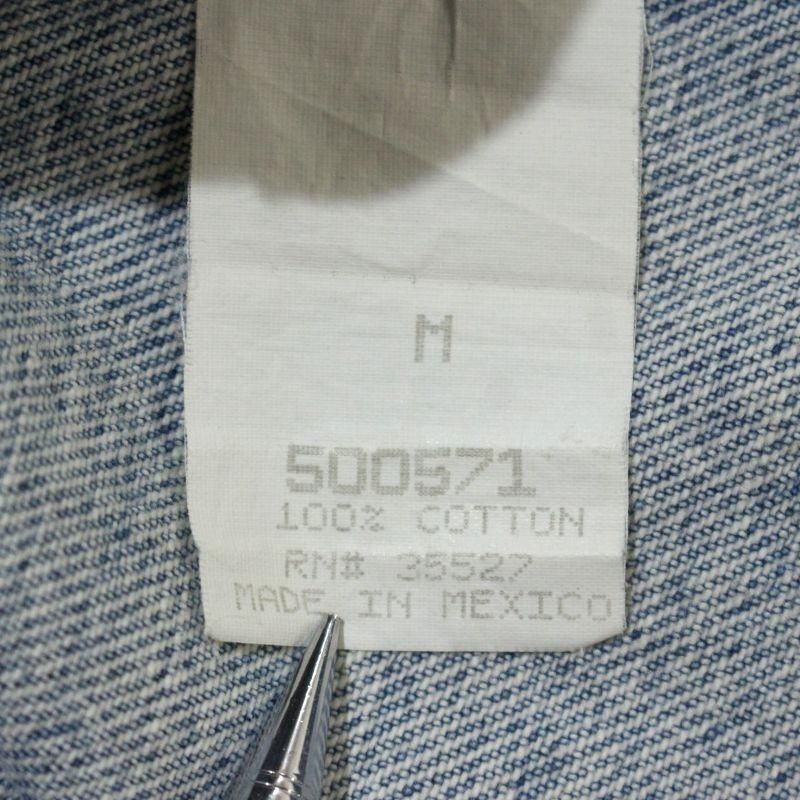 M
500571
100% COTTON
RN# 35527
MADE IN MEXICO